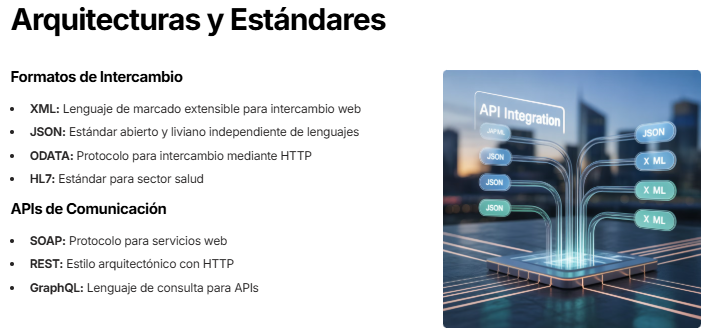 Arquitecturas y Estándares
Formatos de Intercambio
• XML: Lenguaje de marcado extensible para intercambio web
• JSON: Estándar abierto y liviano independiente de lenguajes
• ODATA: Protocolo para intercambio mediante HTTP
• HL7: Estándar para sector salud
APIs de Comunicación
• SOAP: Protocolo para servicios web
• REST: Estilo arquitectónico con HTTP
• GraphQL: Lenguaje de consulta para APIs
API Integration
JSON
JSON
JSON
JSON
X ML
X ML
X ML